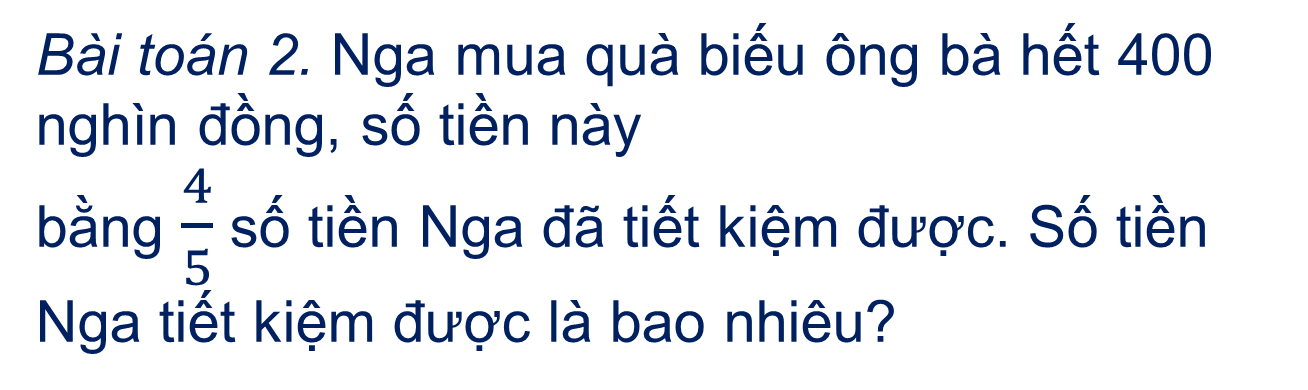 Bài toán 2. Nga mua quà biếu ông bà hết 400
nghìn đồng, số tiền này
bằng 4/5 số tiền Nga đã tiết kiệm được. Số tiền
Nga tiết kiệm được là bao nhiêu?